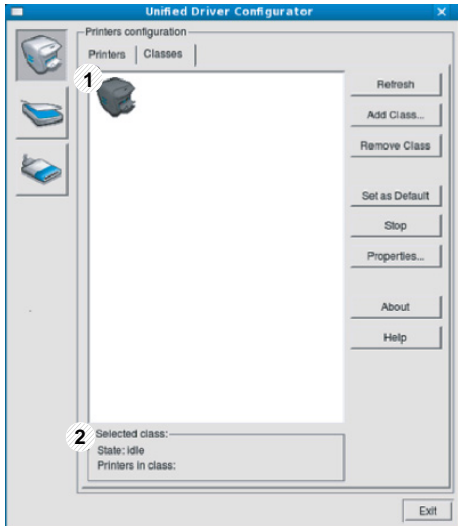 Unified Driver Configurator
Printers configuration
Printers
Classes
1
Refresh
Add Class...
Remove Class
Set as Default
Stop
Properties...
About
Help
2
Selected class:
State: idle
Printers in class:
Exit